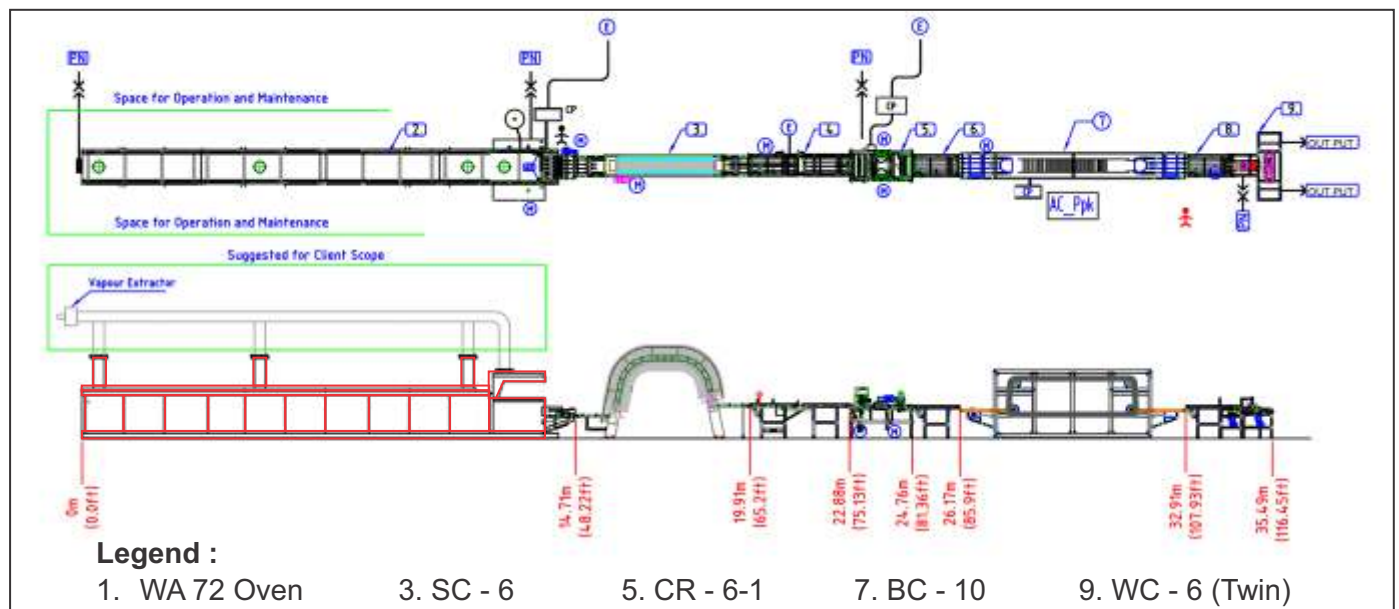 E
E
PN
PN
PN
Space for Operation and Maintenance
CP
CP
2.
3.
E
4.
5.
6.
7
8.
9.
M
M
M
M
M
M
OUT PUT
OUT PUT
CP
AC_Ppk
M
Space for Operation and Maintenance
Suggested for Client Scope
Vapour Extractor
M
0m
(0.0ft)
14.71m
(48.22ft)
19.91m
(65.2ft)
22.88m
(75.13ft)
24.76m
(81.36ft)
26.17m
(85.9ft)
32.91m
(107.93ft)
35.49m
(116.45ft)
Legend :
1. WA 72 Oven 3. SC - 6 5. CR - 6-1 7. BC - 10 9. WC - 6 (Twin)